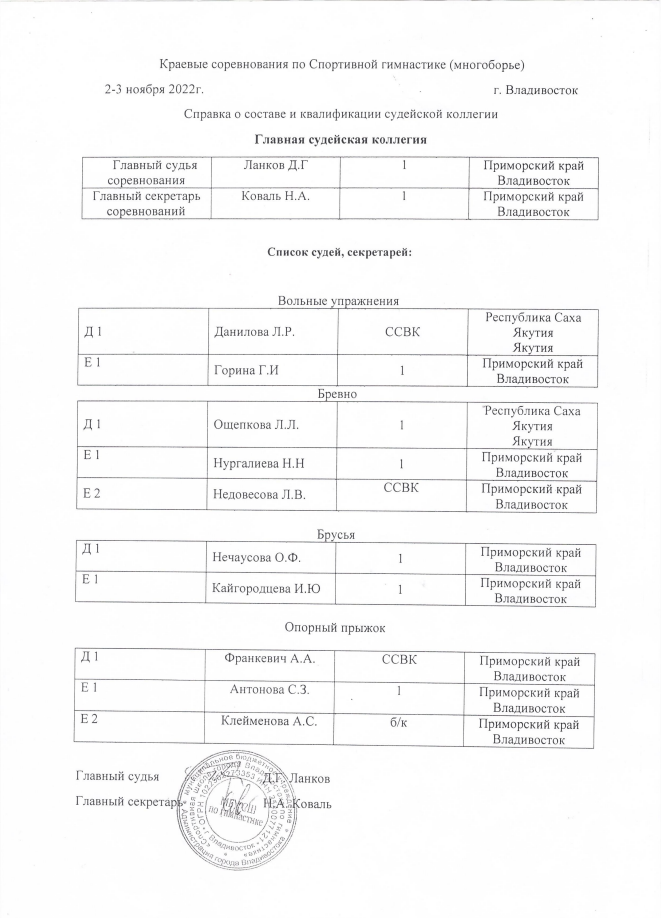 Краевые соревнования по Спортивной гимнастике (многоборье)
2-3 ноября 2022г. г. Владивосток
Справка о составе и квалификации судейской коллегии
Главная судейская коллегия
Главный судья соревнования Ланков Д.Г 1 Приморский край Владивосток
Главный секретарь соревнований Коваль Н.А. 1 Приморский край Владивосток
Список судей, секретарей:
Вольные упражнения
Д 1 Данилова Л.Р. ССВК Республика Саха Якутия Якутия
Е 1 Горина Г.И 1 Приморский край Владивосток
Бревно
Д 1 Ощепкова Л.Л. 1 Республика Саха Якутия Якутия
Е 1 Нургалиева Н.Н 1 Приморский край Владивосток
Е 2 Недовесова Л.В. ССВК Приморский край Владивосток
Брусья
Д 1 Нечаусова О.Ф. 1 Приморский край Владивосток
Е 1 Кайгородцева И.Ю 1 Приморский край Владивосток
Опорный прыжок
Д 1 Франкевич А.А. ССВК Приморский край Владивосток
Е 1 Антонова С.З. 1 Приморский край Владивосток
Е 2 Клейменова А.С. б/к Приморский край Владивосток
Главный судья Д.Г. Ланков
Главный секретарь Н.А. Коваль
по гимнастике